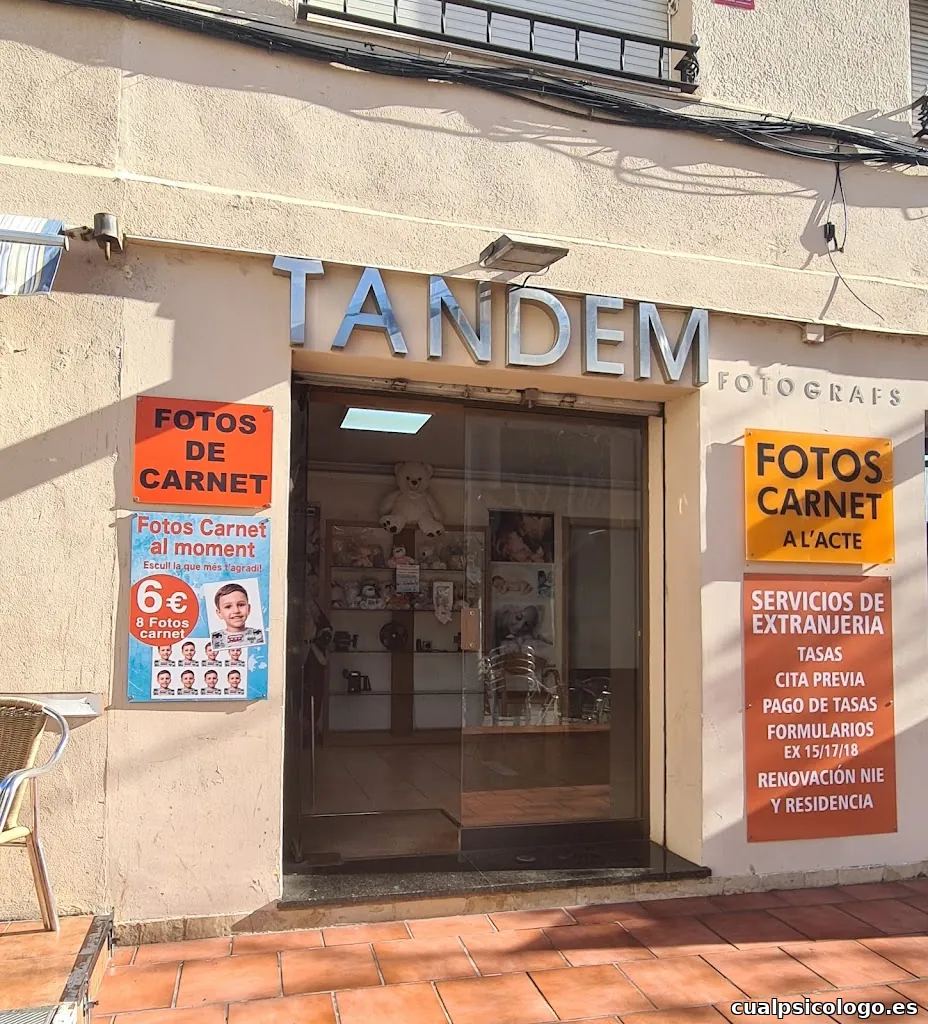 TANDEM
FOTOGRAFS
FOTOS
DE
CARNET
Fotos Carnet
al moment
Escull la que més t'agradi!
6€
8 Fotos
carnet
FOTOS
CARNET
A L'ACTE
SERVICIOS DE
EXTRANJERIA
TASAS
CITA PREVIA
PAGO DE TASAS
FORMULARIOS
EX 15/17/18
RENOVACIÓN NIE
Y RESIDENCIA
cualpsicologo.es